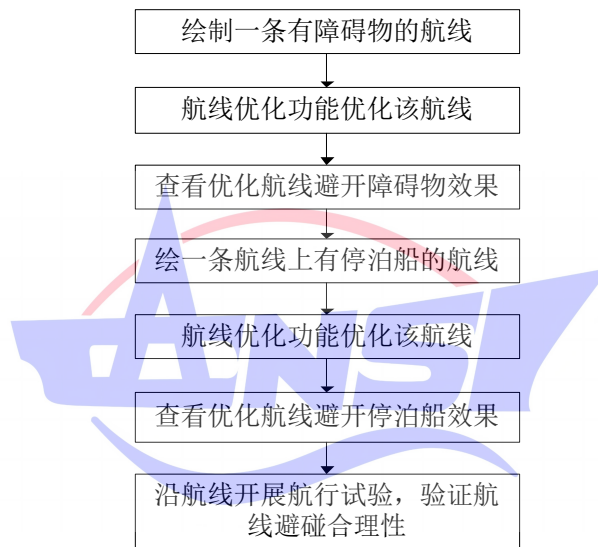 绘制一条有障碍物的航线
航线优化功能优化该航线
查看优化航线避开障碍物效果
绘一条航线上有停泊船的航线
航线优化功能优化该航线
查看优化航线避开停泊船效果
沿航线开展航行试验，验证航
线避碰合理性
ANSI